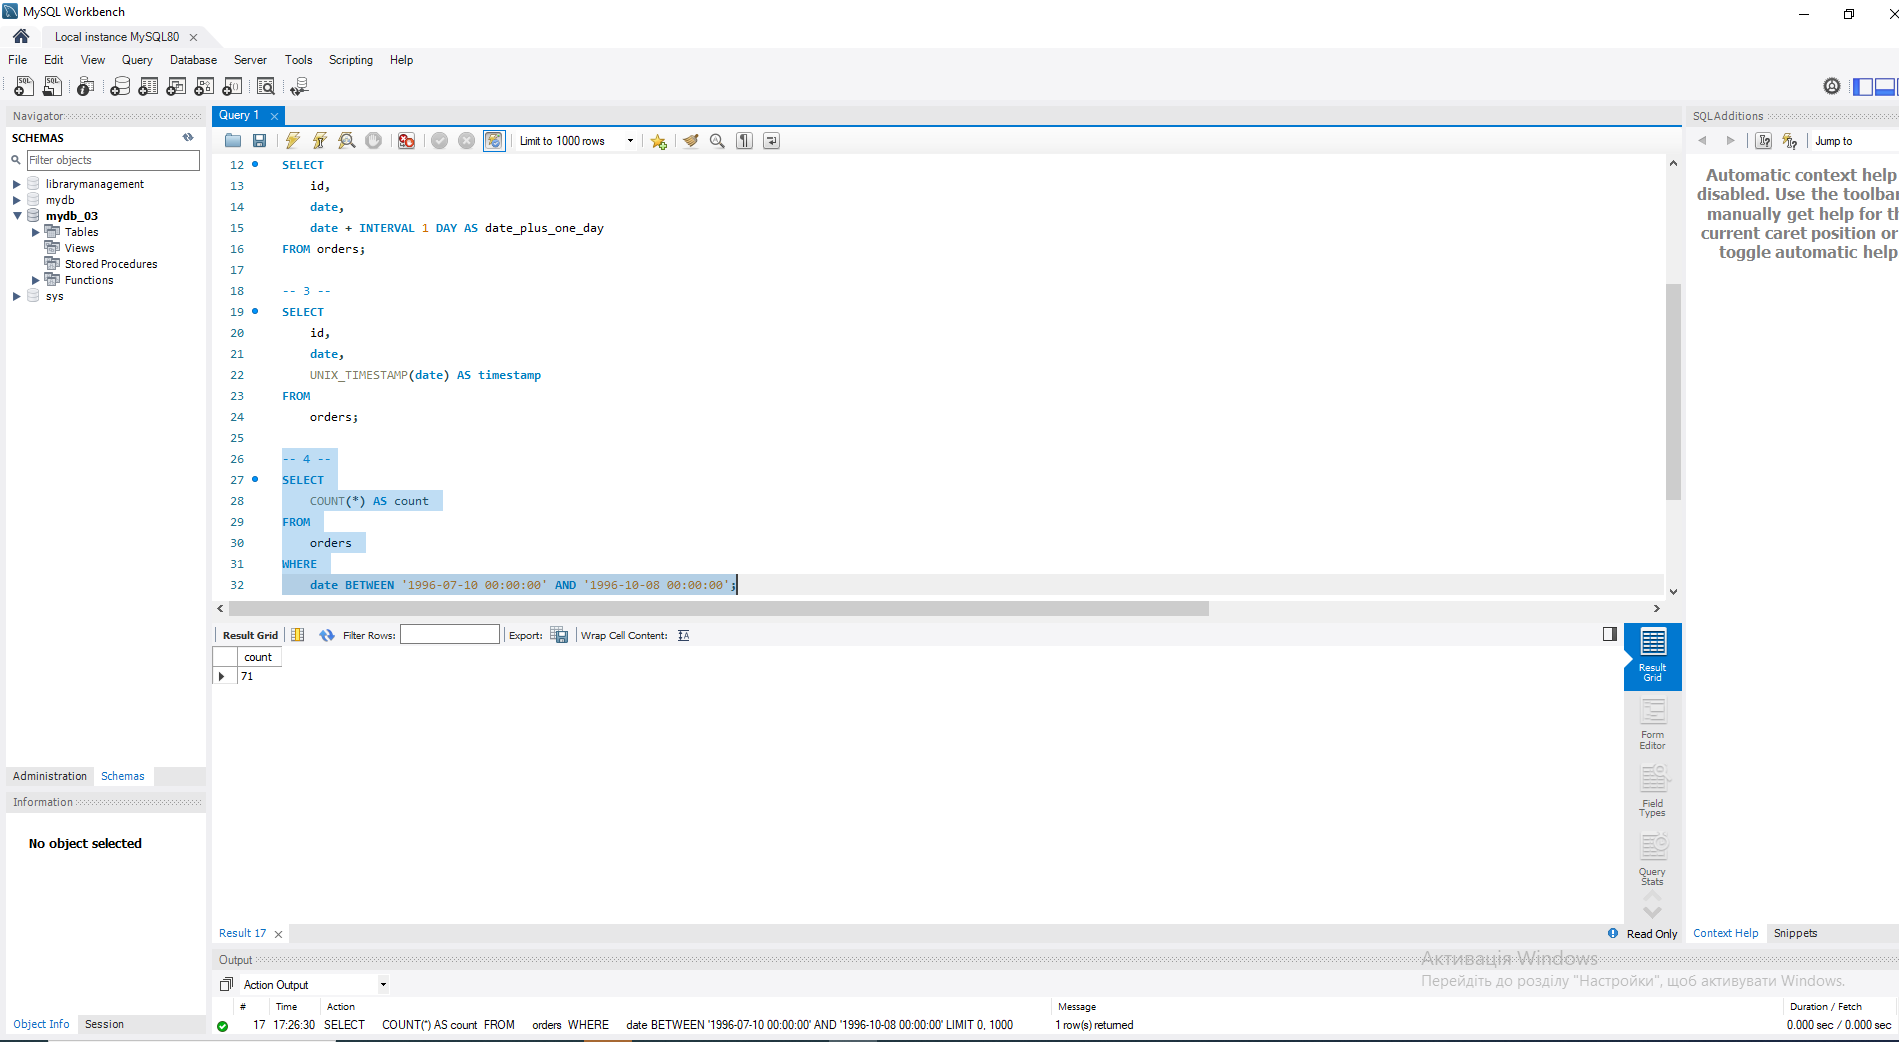 MySQL Workbench
Local instance MySQL80
File Edit View Query Database Server Tools Scripting Help
Navigator
SCHEMAS
Filter objects
librarymanagement
mydb
mydb_03
Tables
Views
Stored Procedures
Functions
sys
Administration Schemas
Information
No object selected
Object Info Session
Query 1
Limit to 1000 rows
12 SELECT
13 id,
14 date,
15 date + INTERVAL 1 DAY AS date_plus_one_day
16 FROM orders;
17
18 -- 3 --
19 SELECT
20 id,
21 date,
22 UNIX_TIMESTAMP(date) AS timestamp
23 FROM
24 orders;
25
26 -- 4 --
27 SELECT
28 COUNT(*) AS count
29 FROM
30 orders
31 WHERE
32 date BETWEEN '1996-07-10 00:00:00' AND '1996-10-08 00:00:00';
Result Grid Filter Rows: Export: Wrap Cell Content:
count
71
Result Grid
Form Editor
Field Types
Query Stats
Result 17
Read Only
SQLAdditions
Jump to
Automatic context help
disabled. Use the toolbar
manually get help for th
current caret position or
toggle automatic help
Context Help Snippets
Output
Action Output
# Time Action Message Duration / Fetch
17 17:26:30 SELECT COUNT(*) AS count FROM orders WHERE date BETWEEN '1996-07-10 00:00:00' AND '1996-10-08 00:00:00' LIMIT 0, 1000 1 row(s) returned 0.000 sec / 0.000 sec
Активація Windows
Перейдіть до розділу "Настройки", щоб активувати Windows.